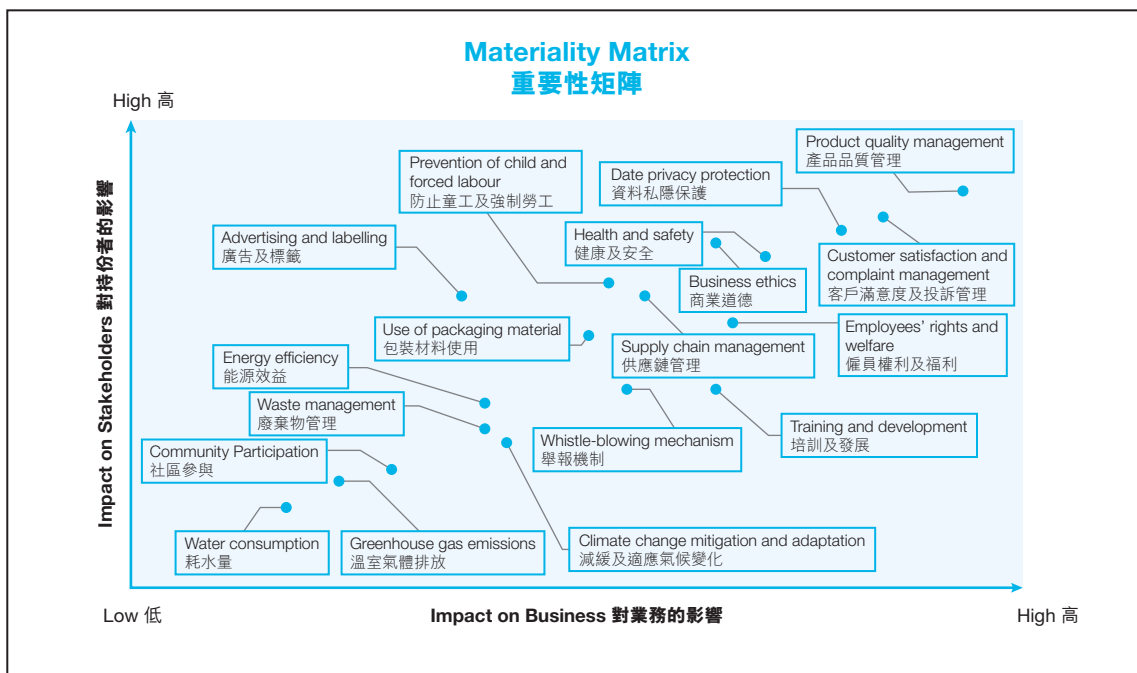 Materiality Matrix
重要性矩陣
High 高
Impact on Stakeholders 對持份者的影響
Product quality management
產品品質管理
Prevention of child and
forced labour
防止童工及強制勞工
Date privacy protection
資料私隱保護
Advertising and labelling
廣告及標籤
Health and safety
健康及安全
Business ethics
商業道德
Customer satisfaction and
complaint management
客戶滿意度及投訴管理
Use of packaging material
包裝材料使用
Supply chain management
供應鏈管理
Employees’ rights and
welfare
僱員權利及福利
Energy efficiency
能源效益
Waste management
廢棄物管理
Whistle-blowing mechanism
舉報機制
Training and development
培訓及發展
Community Participation
社區參與
Water consumption
耗水量
Greenhouse gas emissions
溫室氣體排放
Climate change mitigation and adaptation
減緩及適應氣候變化
Low 低
Impact on Business 對業務的影響
High 高